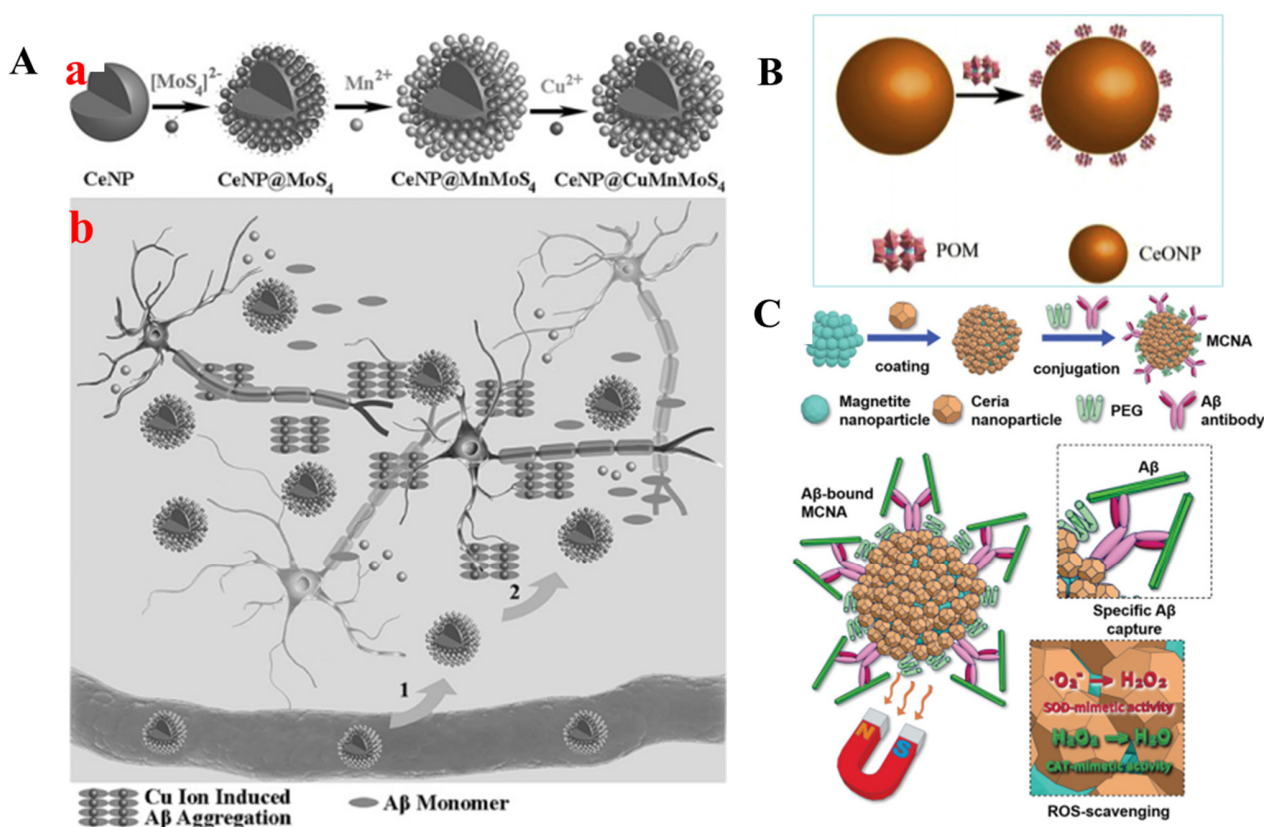 A
a
[MoS₄]²⁻
Mn²⁺
Cu²⁺
CeNP
CeNP@MoS₄
CeNP@MnMoS₄
CeNP@CuMnMoS₄
b
2
1
Cu Ion Induced
Aβ Aggregation
Aβ Monomer
B
POM
CeONP
C
coating
conjugation
MCNA
Magnetite
nanoparticle
Ceria
nanoparticle
PEG
Aβ
antibody
Aβ-bound
MCNA
Aβ
Specific Aβ
capture
N
S
·O₂⁻ → H₂O₂
SOD-mimetic activity
H₂O₂ → H₂O
CAT-mimetic activity
ROS-scavenging